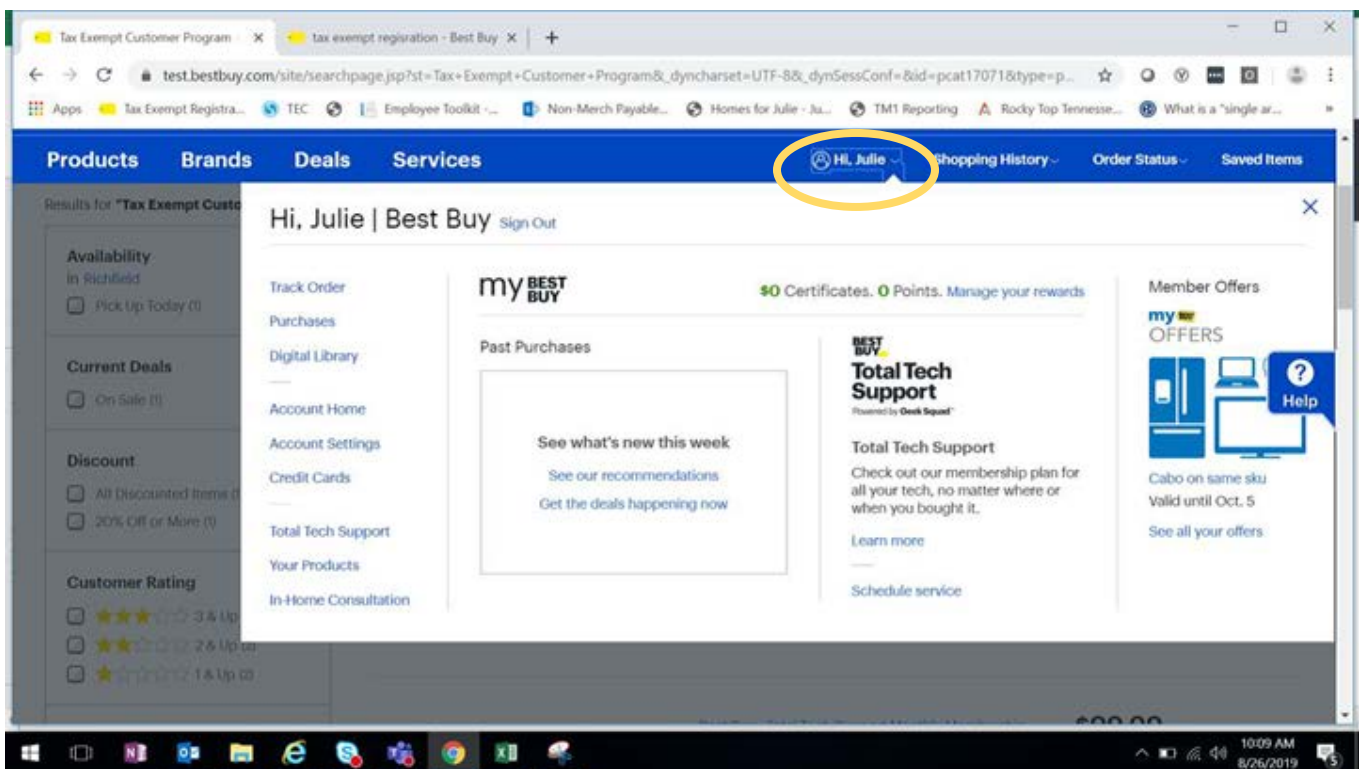 Tax Exempt Customer Program
tax exempt regisration - Best Buy
test.bestbuy.com/site/searchpage.jsp?st=Tax+Exempt+Customer+Program&_dyncharset=UTF-8&_dynSessConf=&id=pcat17071&type=p...
Apps Tax Exempt Registra... TEC Employee Toolkit -... Non-Merch Payable... Homes for Julie - Ju... TM1 Reporting Rocky Top Tennesse... What is a "single ar...
Products Brands Deals Services Hi, Julie Shopping History Order Status Saved Items
Results for "Tax Exempt Custo
Hi, Julie | Best Buy Sign Out
Availability
in Richfield
Pick Up Today (1)
Current Deals
On Sale (1)
Discount
All Discounted Items (1
20% Off or More (1)
Customer Rating
3 & Up
2 & Up
1 & Up
Track Order
Purchases
Digital Library
Account Home
Account Settings
Credit Cards
Total Tech Support
Your Products
In-Home Consultation
my BEST BUY
$0 Certificates. 0 Points. Manage your rewards
Past Purchases
See what's new this week
See our recommendations
Get the deals happening now
BEST BUY
Total Tech
Support
Powered by Geek Squad
Total Tech Support
Check out our membership plan for
all your tech, no matter where or
when you bought it.
Learn more
Schedule service
Member Offers
my
OFFERS
Cabo on same sku
Valid until Oct. 5
See all your offers
?
Help
10:09 AM
8/26/2019